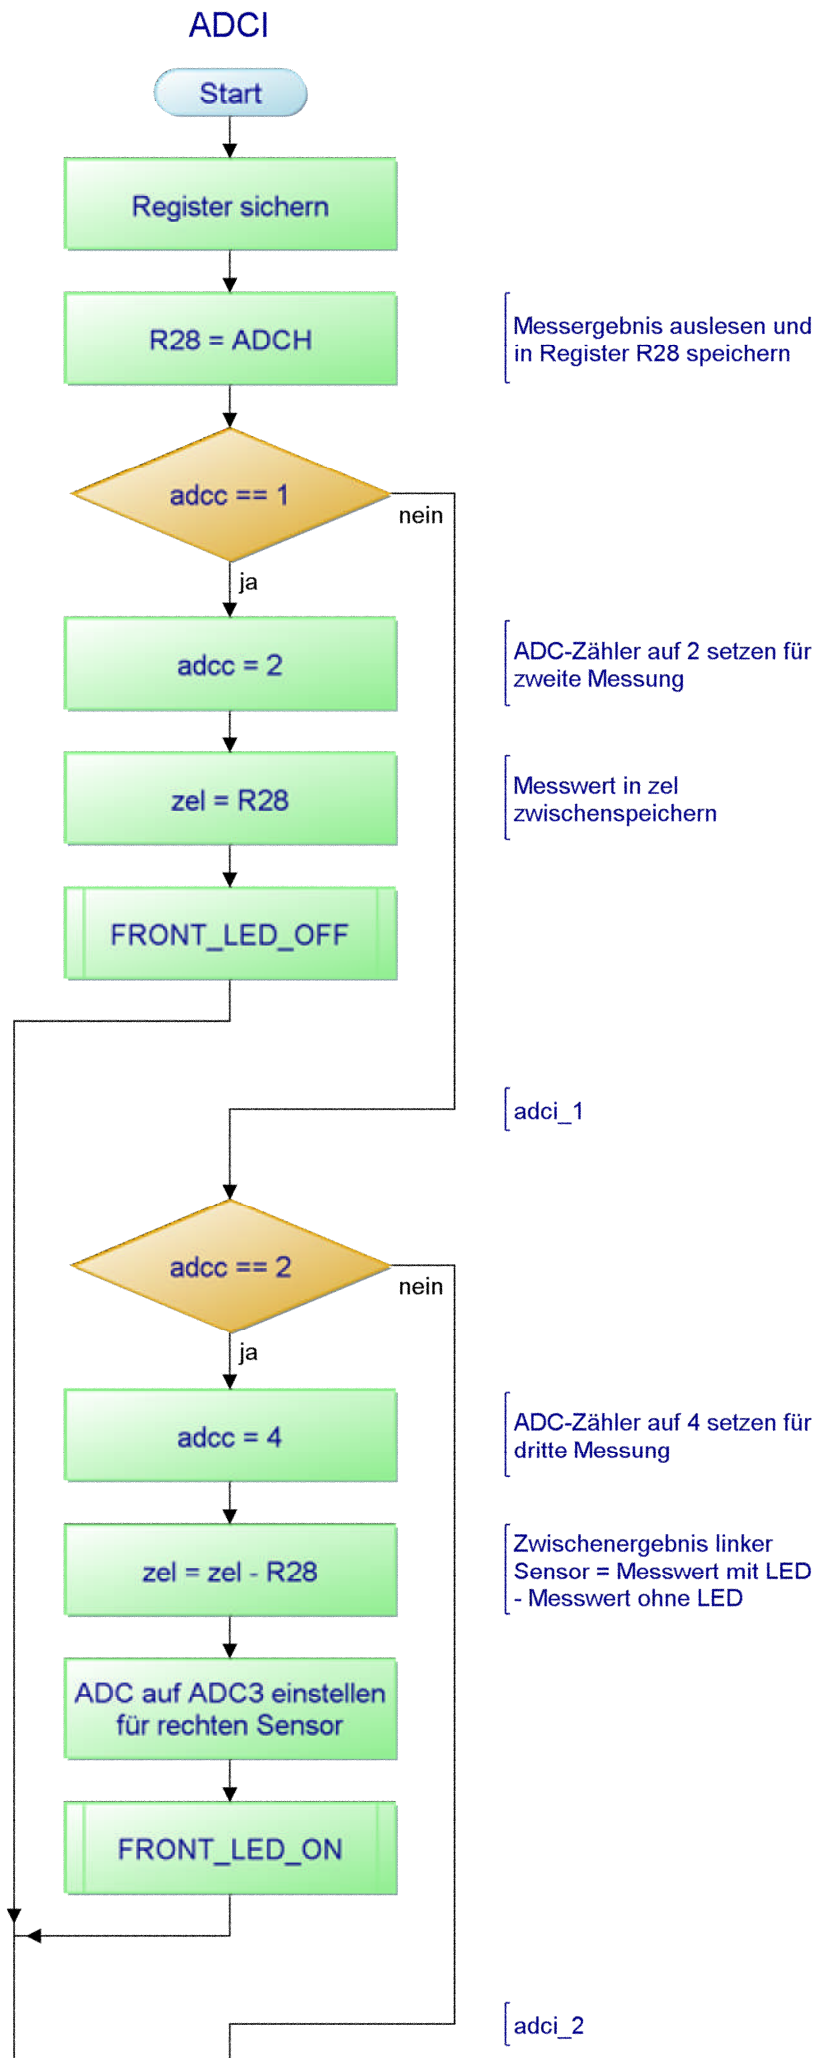 ADCI
Start
Register sichern
R28 = ADCH
Messergebnis auslesen und
in Register R28 speichern
adcc == 1
nein
ja
adcc = 2
ADC-Zähler auf 2 setzen für
zweite Messung
zel = R28
Messwert in zel
zwischenspeichern
FRONT_LED_OFF
adci_1
adcc == 2
nein
ja
adcc = 4
ADC-Zähler auf 4 setzen für
dritte Messung
zel = zel - R28
Zwischenergebnis linker
Sensor = Messwert mit LED
- Messwert ohne LED
ADC auf ADC3 einstellen
für rechten Sensor
FRONT_LED_ON
adci_2